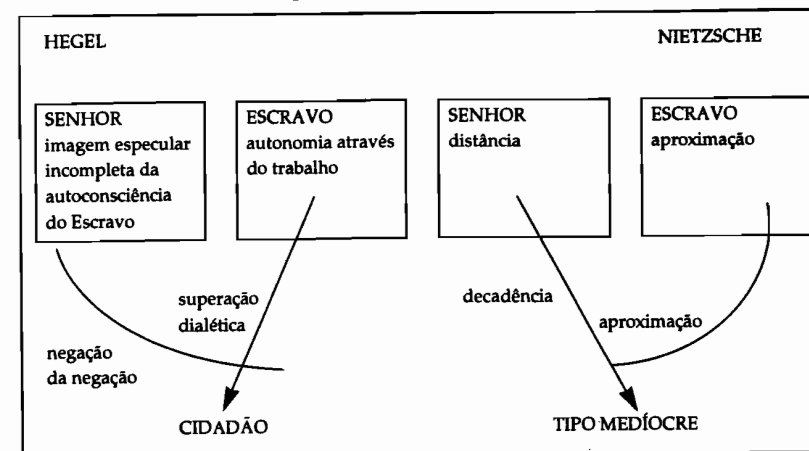 HEGEL
NIETZSCHE
SENHOR
imagem especular
incompleta da
autoconsciência
do Escravo
ESCRAVO
autonomia através
do trabalho
SENHOR
distância
ESCRAVO
aproximação
superação
dialética
negação
da negação
CIDADÃO
decadência
aproximação
TIPO MEDÍOCRE